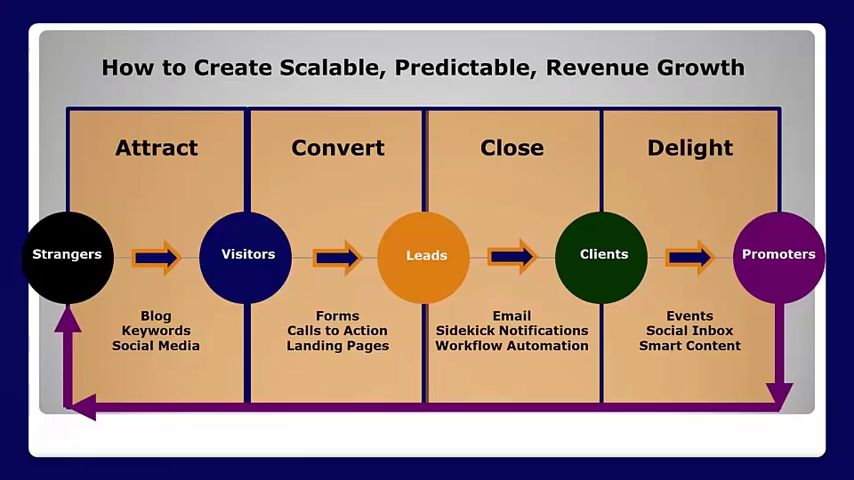 How to Create Scalable, Predictable, Revenue Growth
Attract
Convert
Close
Delight
Strangers
Visitors
Leads
Clients
Promoters
Blog
Keywords
Social Media
Forms
Calls to Action
Landing Pages
Email
Sidekick Notifications
Workflow Automation
Events
Social Inbox
Smart Content